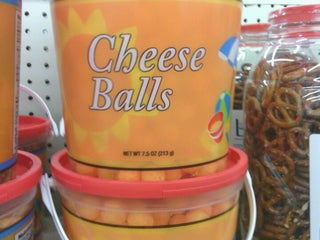 Cheese
Balls
NET WT 7.5 OZ (213 g)